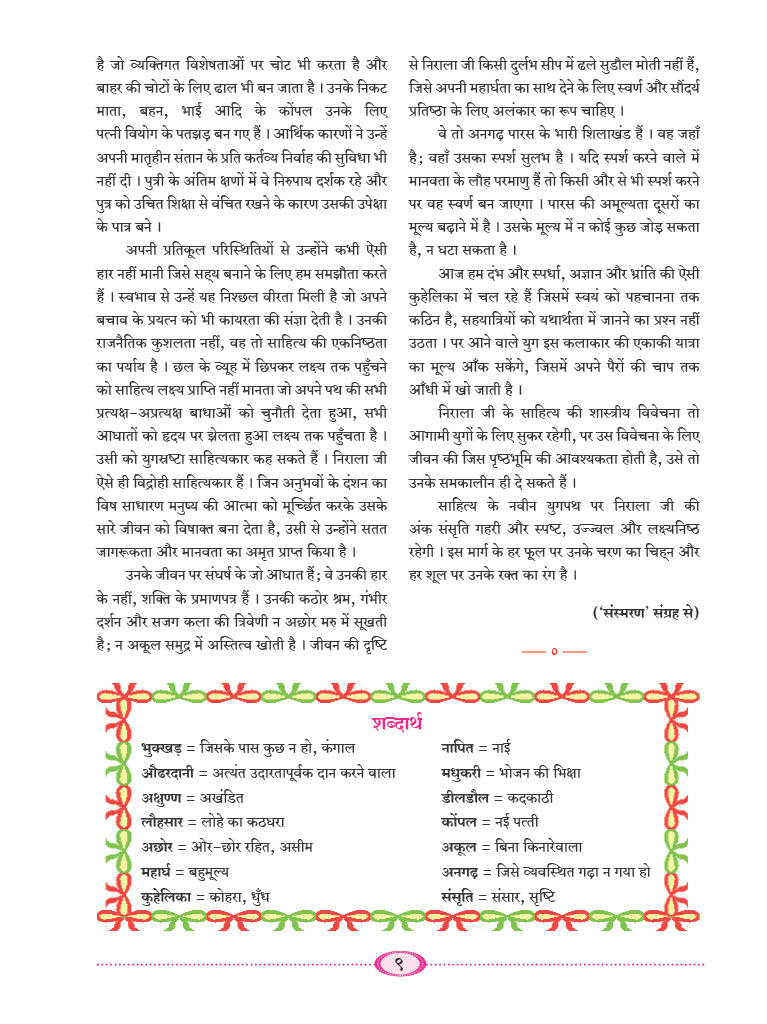 है जो व्यक्तिगत विशेषताओं पर चोट भी करता है और
बाहर की चोटों के लिए ढाल भी बन जाता है । उनके निकट
माता, बहन, भाई आदि के कोंपल उनके लिए
पत्नी वियोग के पतझड़ बन गए हैं । आर्थिक कारणों ने उन्हें
अपनी मातृहीन संतान के प्रति कर्तव्य निर्वाह की सुविधा भी
नहीं दी । पुत्री के अंतिम क्षणों में वे निरुपाय दर्शक रहे और
पुत्र को उचित शिक्षा से वंचित रखने के कारण उसकी उपेक्षा
के पात्र बने ।
अपनी प्रतिकूल परिस्थितियों से उन्होंने कभी ऐसी
हार नहीं मानी जिसे सह्य बनाने के लिए हम समझौता करते
हैं । स्वभाव से उन्हें यह निश्छल वीरता मिली है जो अपने
बचाव के प्रयत्न को भी कायरता की संज्ञा देती है । उनकी
राजनैतिक कुशलता नहीं, वह तो साहित्य की एकनिष्ठता
का पर्याय है । छल के व्यूह में छिपकर लक्ष्य तक पहुँचने
को साहित्य लक्ष्य प्राप्ति नहीं मानता जो अपने पथ की सभी
प्रत्यक्ष-अप्रत्यक्ष बाधाओं को चुनौती देता हुआ, सभी
आधातों को हृदय पर झेलता हुआ लक्ष्य तक पहुँचता है ।
उसी को युगस्रष्टा साहित्यकार कह सकते हैं । निराला जी
ऐसे ही विद्रोही साहित्यकार हैं । जिन अनुभवों के दंशन का
विष साधारण मनुष्य की आत्मा को मूर्च्छित करके उसके
सारे जीवन को विषाक्त बना देता है, उसी से उन्होंने सतत
जागरूकता और मानवता का अमृत प्राप्त किया है ।
उनके जीवन पर संघर्ष के जो आघात हैं; वे उनकी हार
के नहीं, शक्ति के प्रमाणपत्र हैं । उनकी कठोर श्रम, गंभीर
दर्शन और सजग कला की त्रिवेणी न अछोर मरु में सूखती
है; न अकूल समुद्र में अस्तित्व खोती है । जीवन की दृष्टि
से निराला जी किसी दुर्लभ सीप में ढले सुडौल मोती नहीं हैं,
जिसे अपनी महार्घता का साथ देने के लिए स्वर्ण और सौंदर्य
प्रतिष्ठा के लिए अलंकार का रूप चाहिए ।
वे तो अनगढ़ पारस के भारी शिलाखंड हैं । वह जहाँ
है; वहाँ उसका स्पर्श सुलभ है । यदि स्पर्श करने वाले में
मानवता के लौह परमाणु हैं तो किसी और से भी स्पर्श करने
पर वह स्वर्ण बन जाएगा । पारस की अमूल्यता दूसरों का
मूल्य बढ़ाने में है । उसके मूल्य में न कोई कुछ जोड़ सकता
है, न घटा सकता है ।
आज हम दंभ और स्पर्धा, अज्ञान और भ्रांति की ऐसी
कुहेलिका में चल रहे हैं जिसमें स्वयं को पहचानना तक
कठिन है, सहयात्रियों को यथार्थता में जानने का प्रश्न नहीं
उठता । पर आने वाले युग इस कलाकार की एकाकी यात्रा
का मूल्य आँक सकेंगे, जिसमें अपने पैरों की चाप तक
आँधी में खो जाती है ।
निराला जी के साहित्य की शास्त्रीय विवेचना तो
आगामी युगों के लिए सुकर रहेगी, पर उस विवेचना के लिए
जीवन की जिस पृष्ठभूमि की आवश्यकता होती है, उसे तो
उनके समकालीन ही दे सकते हैं ।
साहित्य के नवीन युगपथ पर निराला जी की
अंक संसृति गहरी और स्पष्ट, उज्ज्वल और लक्ष्यनिष्ठ
रहेगी । इस मार्ग के हर फूल पर उनके चरण का चिह्न और
हर शूल पर उनके रक्त का रंग है ।
(‘संस्मरण’ संग्रह से)
०
शब्दार्थ
भुक्खड़ = जिसके पास कुछ न हो, कंगाल
औढरदानी = अत्यंत उदारतापूर्वक दान करने वाला
अक्षुण्ण = अखंडित
लौहसार = लोहे का कठघरा
अछोर = ओर-छोर रहित, असीम
महार्घ = बहुमूल्य
कुहेलिका = कोहरा, धुँध
नापित = नाई
मधुकरी = भोजन की भिक्षा
डीलडौल = कदकाठी
कोंपल = नई पत्ती
अकूल = बिना किनारेवाला
अनगढ़ = जिसे व्यवस्थित गढ़ा न गया हो
संसृति = संसार, सृष्टि
९